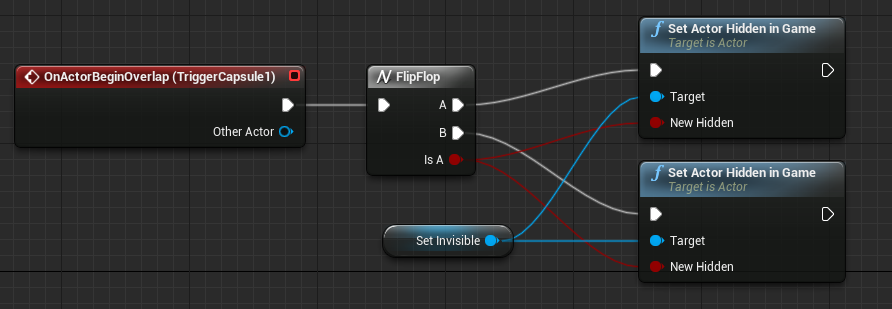 OnActorBeginOverlap (TriggerCapsule1)
Other Actor
FlipFlop
A
B
Is A
Set Invisible
f Set Actor Hidden in Game
Target is Actor
Target
New Hidden
f Set Actor Hidden in Game
Target is Actor
Target
New Hidden